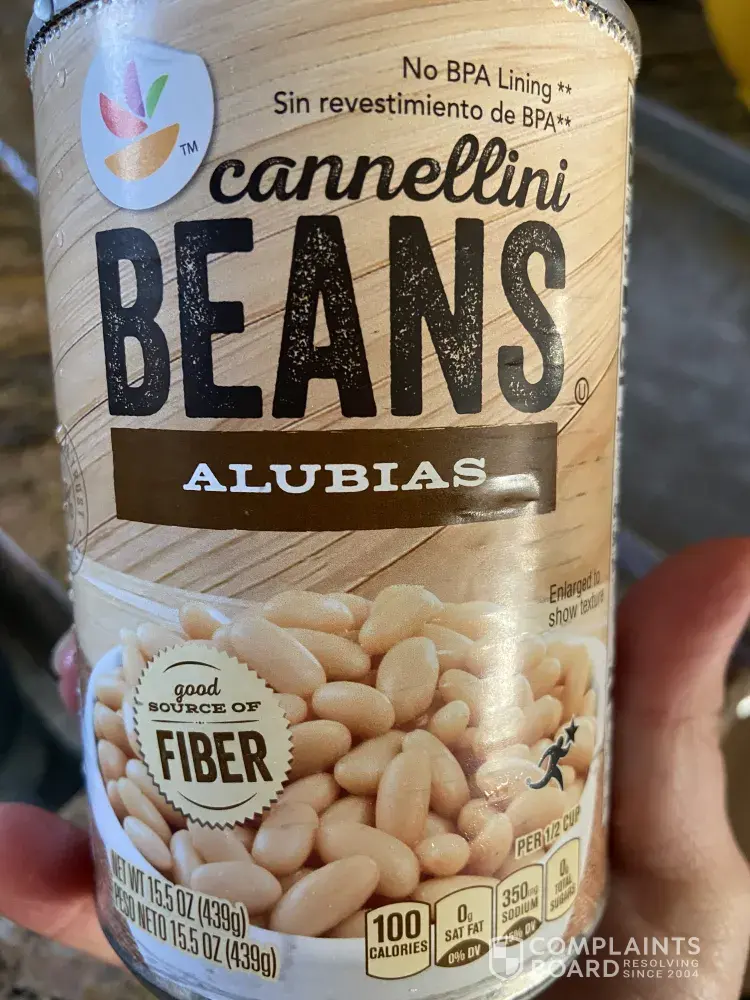 No BPA Lining **
Sin revestimiento de BPA**
TM
cannellini
BEANS
U
ALUBIAS
Enlarged to
show texture
good
SOURCE OF
FIBER
PER 1/2 CUP
NET WT 15.5 OZ (439g)
PESO NETO 15.5 OZ (439g)
100
CALORIES
0g
SAT FAT
0% DV
350mg
SODIUM
15% DV
0g
TOTAL
SUGARS
COMPLAINTS
BOARD
RESOLVING
SINCE 2004